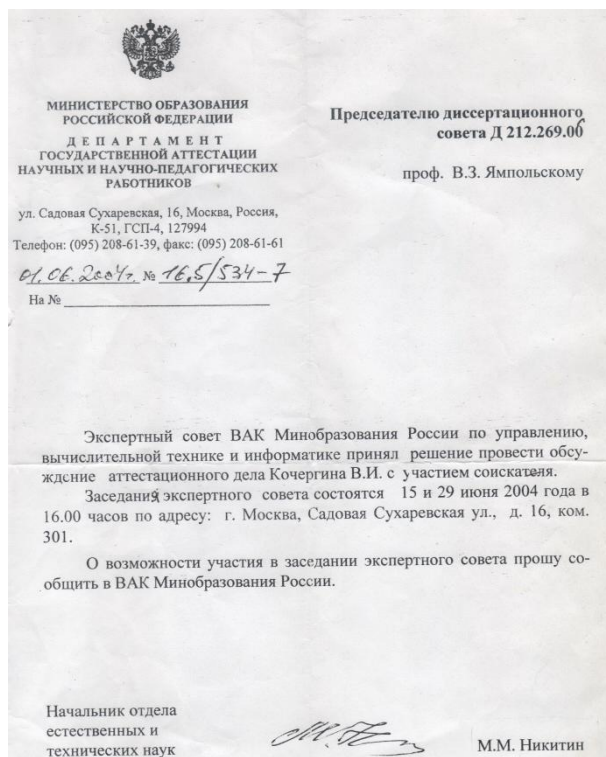 МИНИСТЕРСТВО ОБРАЗОВАНИЯ
РОССИЙСКОЙ ФЕДЕРАЦИИ
ДЕПАРТАМЕНТ
ГОСУДАРСТВЕННОЙ АТТЕСТАЦИИ
НАУЧНЫХ И НАУЧНО-ПЕДАГОГИЧЕСКИХ
РАБОТНИКОВ
ул. Садовая Сухаревская, 16, Москва, Россия,
К-51, ГСП-4, 127994
Телефон: (095) 208-61-39, факс: (095) 208-61-61
01.06.2004г. № 16.5/534-7
На №
Председателю диссертационного
совета Д 212.269.06
проф. В.З. Ямпольскому
Экспертный совет ВАК Минобразования России по управлению,
вычислительной технике и информатике принял решение провести обсу-
ждение аттестационного дела Кочергина В.И. с участием соискателя.
Заседания экспертного совета состоятся 15 и 29 июня 2004 года в
16.00 часов по адресу: г. Москва, Садовая Сухаревская ул., д. 16, ком.
301.
О возможности участия в заседании экспертного совета прошу со-
общить в ВАК Минобразования России.
Начальник отдела
естественных и
технических наук
М.М. Никитин